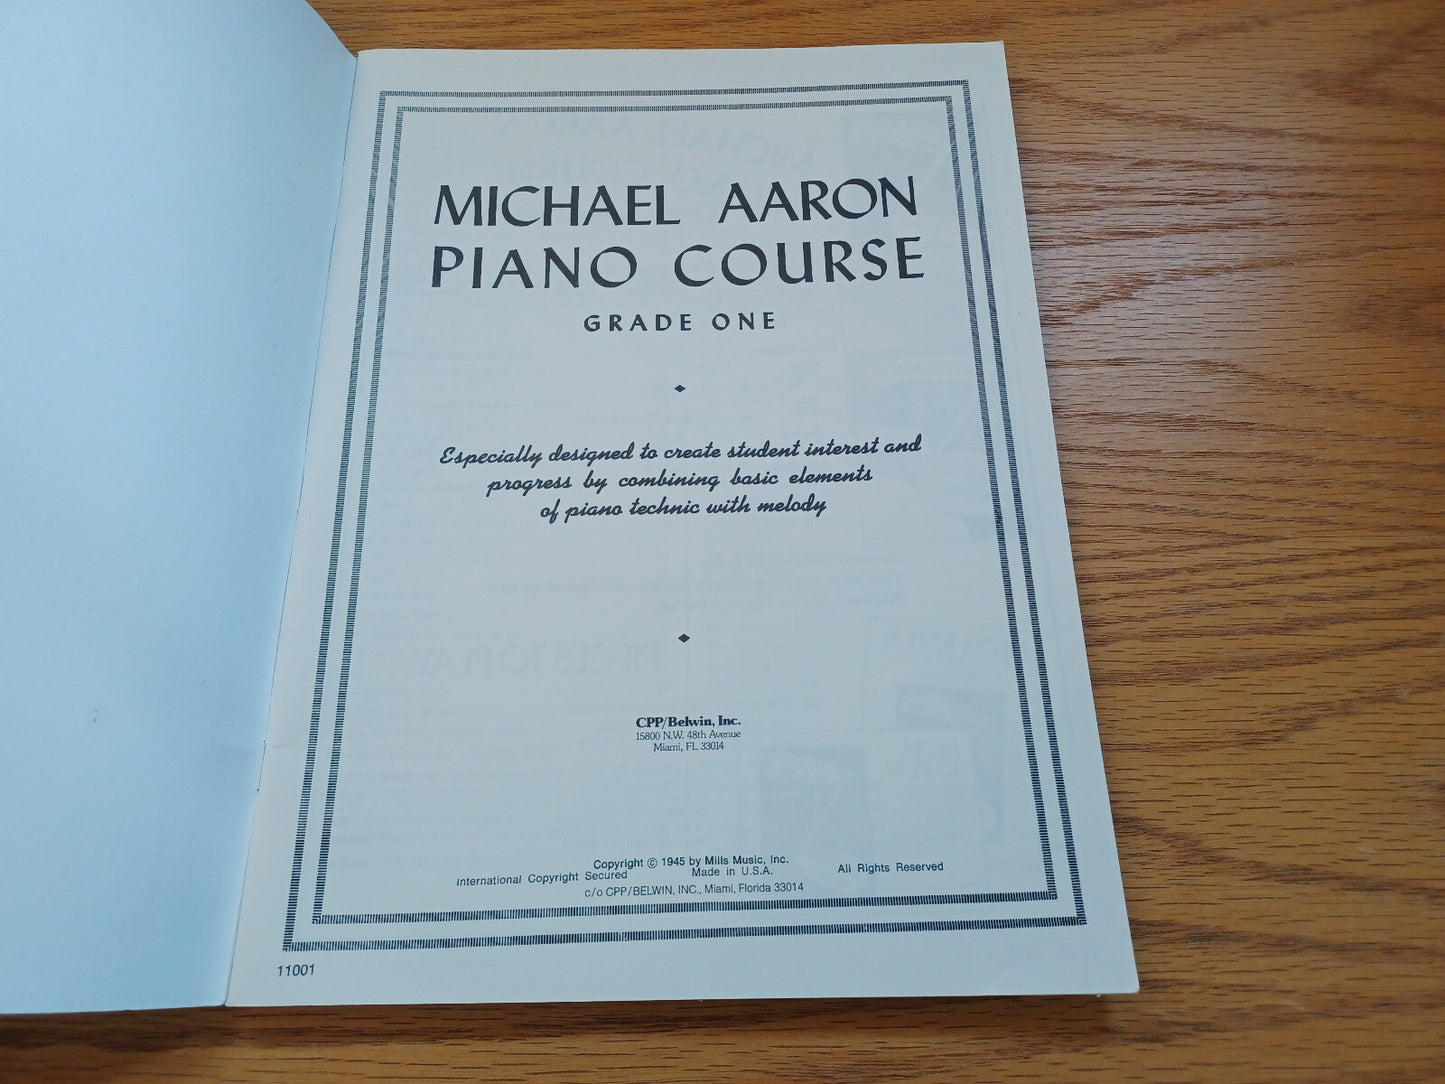 MICHAEL AARON
PIANO COURSE
GRADE ONE
Especially designed to create student interest and
progress by combining basic elements
of piano technic with melody
CPP/Belwin, Inc.
15800 N.W. 48th Avenue
Miami, FL 33014
Copyright © 1945 by Mills Music, Inc.
International Copyright Secured Made in U.S.A. All Rights Reserved
c/o CPP/BELWIN, INC., Miami, Florida 33014
11001